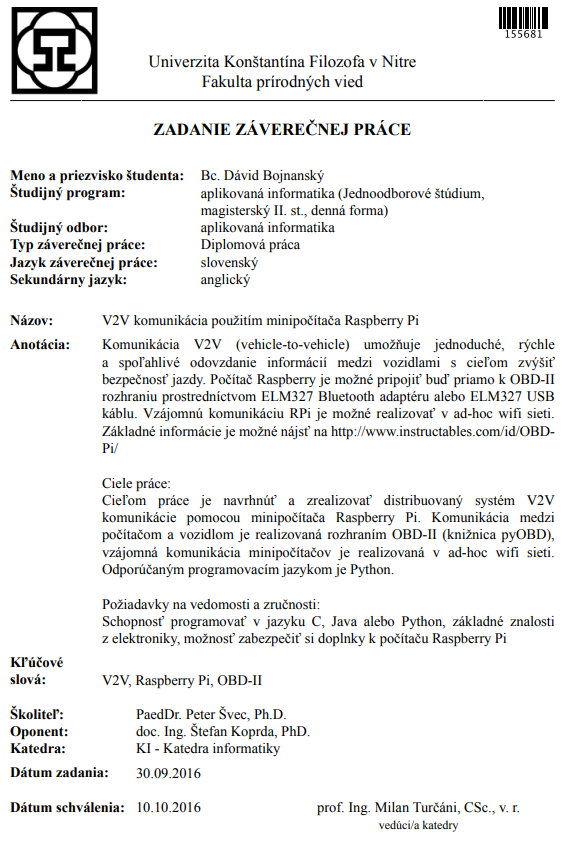 155681
Univerzita Konštantína Filozofa v Nitre
Fakulta prírodných vied
ZADANIE ZÁVEREČNEJ PRÁCE
Meno a priezvisko študenta: Bc. Dávid Bojnanský
Študijný program: aplikovaná informatika (Jednoodborové štúdium,
magisterský II. st., denná forma)
Študijný odbor: aplikovaná informatika
Typ záverečnej práce: Diplomová práca
Jazyk záverečnej práce: slovenský
Sekundárny jazyk: anglický
Názov: V2V komunikácia použitím minipočítača Raspberry Pi
Anotácia: Komunikácia V2V (vehicle-to-vehicle) umožňuje jednoduché, rýchle
a spoľahlivé odovzdanie informácií medzi vozidlami s cieľom zvýšiť
bezpečnosť jazdy. Počítač Raspberry je možné pripojiť buď priamo k OBD-II
rozhraniu prostredníctvom ELM327 Bluetooth adaptéru alebo ELM327 USB
káblu. Vzájomnú komunikáciu RPi je možné realizovať v ad-hoc wifi sieti.
Základné informácie je možné nájsť na http://www.instructables.com/id/OBD-
Pi/
Ciele práce:
Cieľom práce je navrhnúť a zrealizovať distribuovaný systém V2V
komunikácie pomocou minipočítača Raspberry Pi. Komunikácia medzi
počítačom a vozidlom je realizovaná rozhraním OBD-II (knižnica pyOBD),
vzájomná komunikácia minipočítačov je realizovaná v ad-hoc wifi sieti.
Odporúčaným programovacím jazykom je Python.
Požiadavky na vedomosti a zručnosti:
Schopnosť programovať v jazyku C, Java alebo Python, základné znalosti
z elektroniky, možnosť zabezpečiť si doplnky k počítaču Raspberry Pi
Kľúčové
slová: V2V, Raspberry Pi, OBD-II
Školiteľ: PaedDr. Peter Švec, Ph.D.
Oponent: doc. Ing. Štefan Koprda, PhD.
Katedra: KI - Katedra informatiky
Dátum zadania: 30.09.2016
Dátum schválenia: 10.10.2016 prof. Ing. Milan Turčáni, CSc., v. r.
vedúci/a katedry